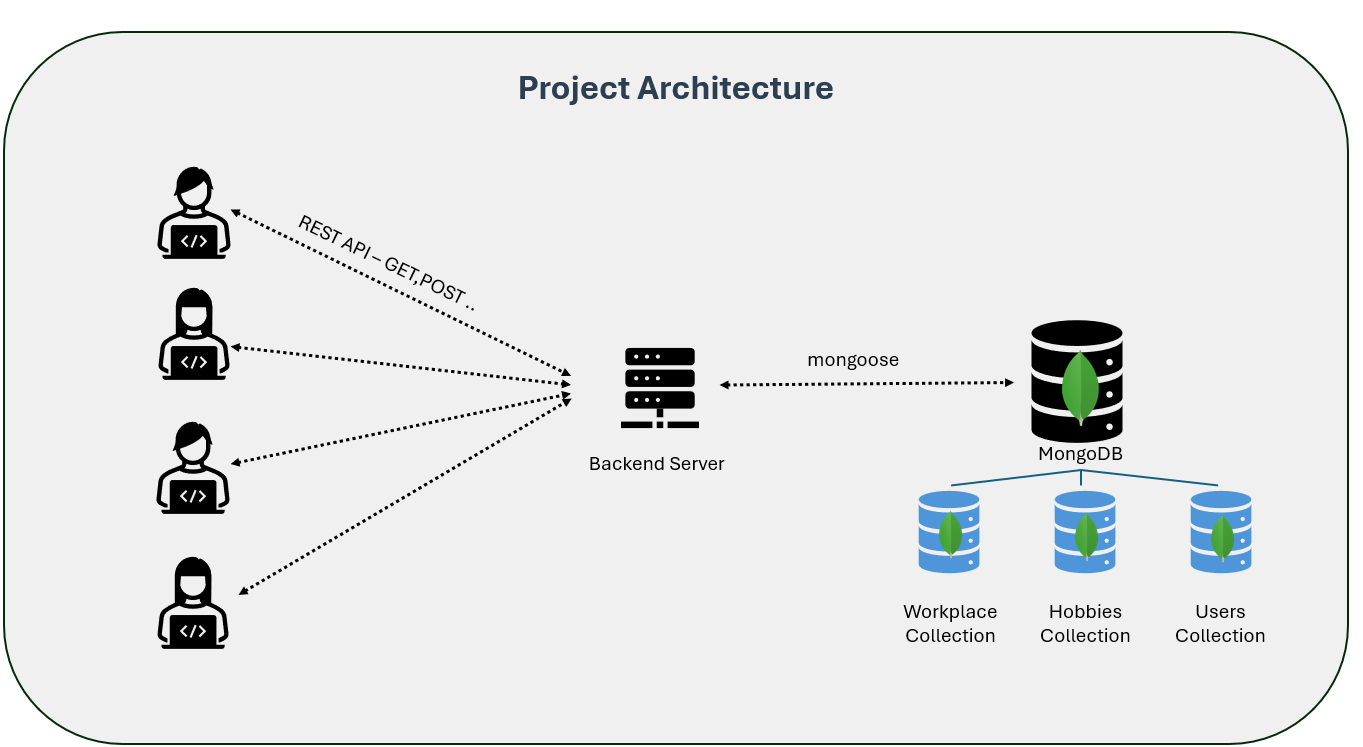 Project Architecture
</>
REST API – GET,POST ..
</>
</>
</>
mongoose
Backend Server
MongoDB
Workplace
Collection
Hobbies
Collection
Users
Collection